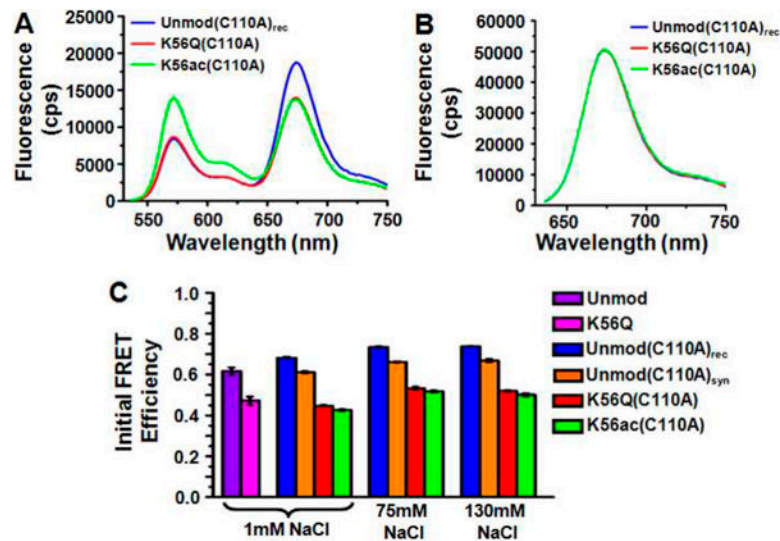 A
Unmod(C110A)rec
K56Q(C110A)
K56ac(C110A)
Fluorescence
(cps)
25000
20000
15000
10000
5000
0
550 600 650 700 750
Wavelength (nm)
B
Unmod(C110A)rec
K56Q(C110A)
K56ac(C110A)
Fluorescence
(cps)
60000
50000
40000
30000
20000
10000
0
650 700 750
Wavelength (nm)
C
Initial FRET
Efficiency
1.0
0.8
0.6
0.4
0.2
0.0
1mM NaCl
75mM
NaCl
130mM
NaCl
Unmod
K56Q
Unmod(C110A)rec
Unmod(C110A)syn
K56Q(C110A)
K56ac(C110A)